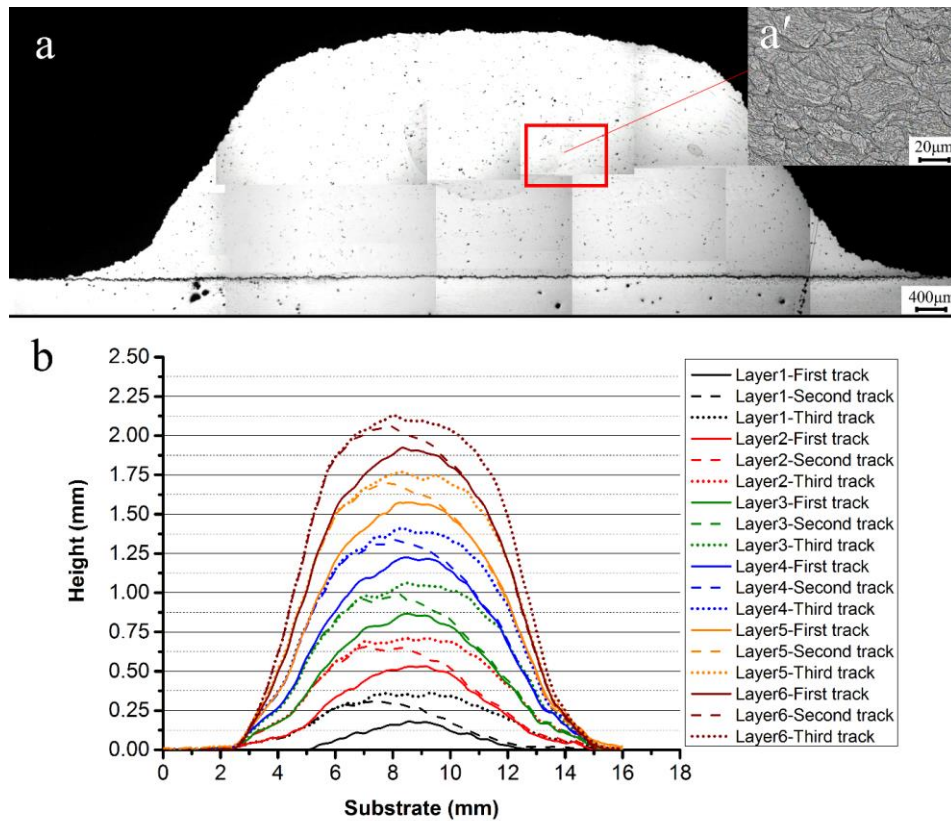 a
a′
20μm
400μm
b
2.50
2.25
2.00
1.75
1.50
1.25
1.00
0.75
0.50
0.25
0.00
Height (mm)
0 2 4 6 8 10 12 14 16 18
Substrate (mm)
Layer1-First track
Layer1-Second track
Layer1-Third track
Layer2-First track
Layer2-Second track
Layer2-Third track
Layer3-First track
Layer3-Second track
Layer3-Third track
Layer4-First track
Layer4-Second track
Layer4-Third track
Layer5-First track
Layer5-Second track
Layer5-Third track
Layer6-First track
Layer6-Second track
Layer6-Third track